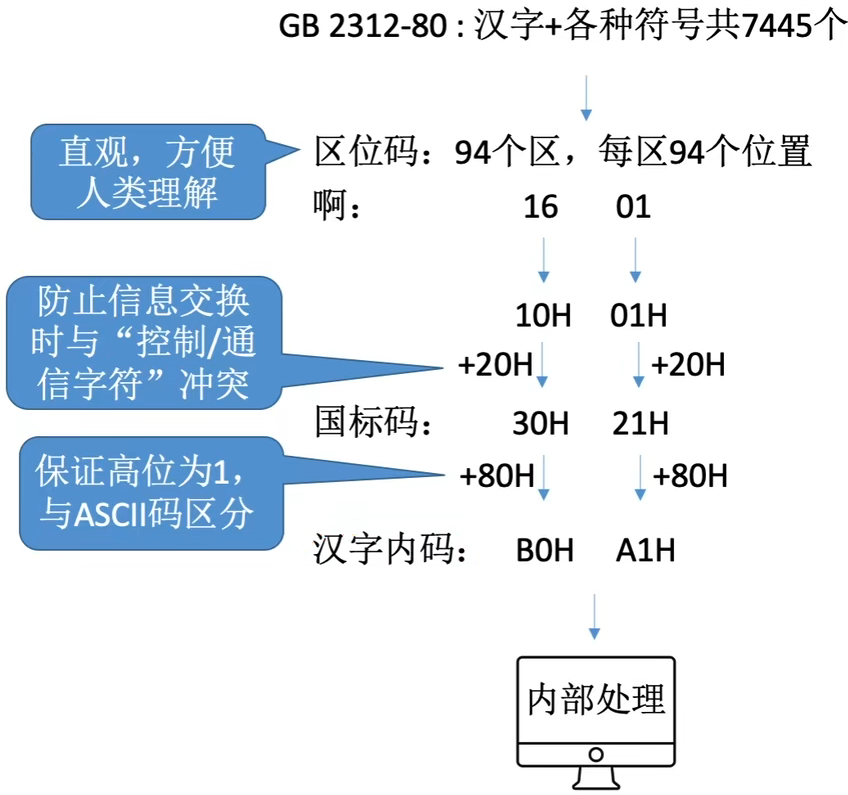 GB 2312-80 : 汉字+各种符号共7445个
直观，方便
人类理解
区位码：94个区，每区94个位置
啊： 16 01
10H 01H
防止信息交换
时与“控制/通
信字符”冲突
+20H +20H
国标码： 30H 21H
保证高位为1，
与ASCII码区分
+80H +80H
汉字内码： B0H A1H
内部处理